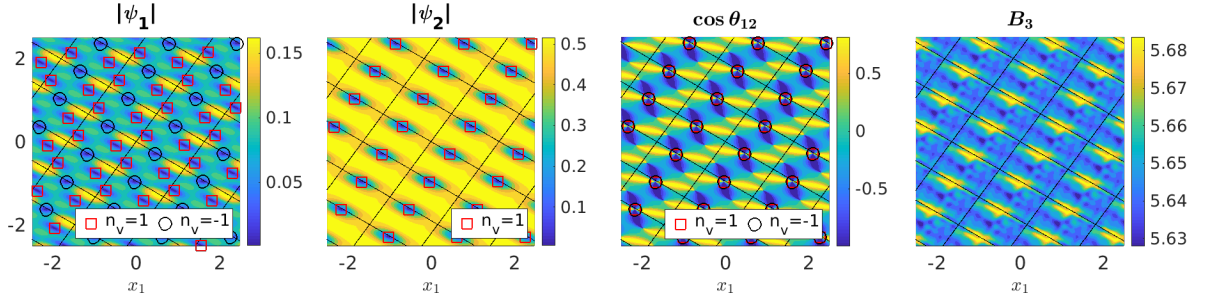 |ψ₁|
|ψ₂|
cos θ₁₂
B₃
2
0
-2
-2
0
2
x₁
0.15
0.1
0.05
n_v=1
n_v=-1
-2
0
2
x₁
0.5
0.4
0.3
0.2
0.1
n_v=1
-2
0
2
x₁
0.5
0
-0.5
n_v=1
n_v=-1
-2
0
2
x₁
5.68
5.67
5.66
5.65
5.64
5.63